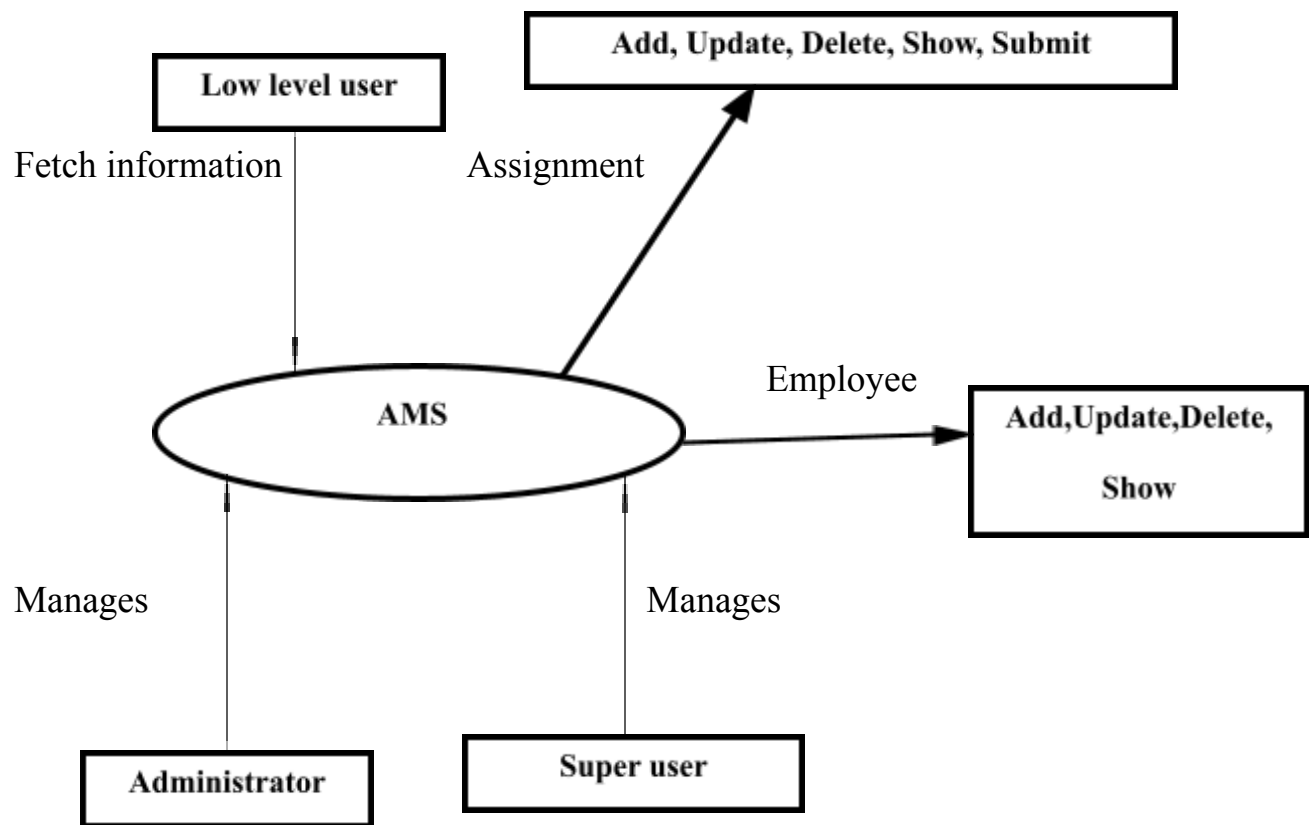 Add, Update, Delete, Show, Submit
Low level user
Fetch information
Assignment
Employee
AMS
Add,Update,Delete,
Show
Manages
Manages
Super user
Administrator